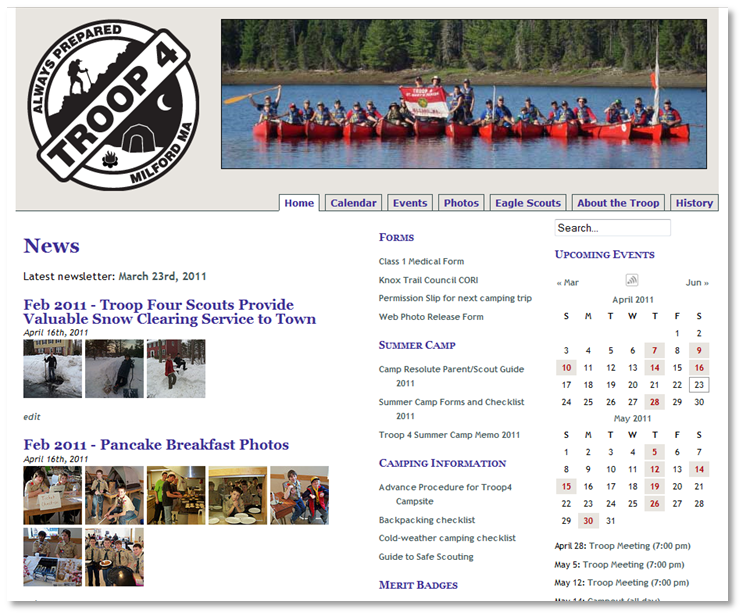 ALWAYS PREPARED
TROOP 4
MILFORD MA
TROOP 4
Home
Calendar
Events
Photos
Eagle Scouts
About the Troop
History
News
Latest newsletter: March 23rd, 2011
Feb 2011 - Troop Four Scouts Provide
Valuable Snow Clearing Service to Town
April 16th, 2011
edit
Feb 2011 - Pancake Breakfast Photos
April 16th, 2011
Forms
Class 1 Medical Form
Knox Trail Council CORI
Permission Slip for next camping trip
Web Photo Release Form
Summer Camp
Camp Resolute Parent/Scout Guide
2011
Summer Camp Forms and Checklist
2011
Troop 4 Summer Camp Memo 2011
Camping Information
Advance Procedure for Troop4
Campsite
Backpacking checklist
Cold-weather camping checklist
Guide to Safe Scouting
Merit Badges
Search...
Upcoming Events
« Mar Jun »
April 2011
S M T W T F S
1 2
3 4 5 6 7 8 9
10 11 12 13 14 15 16
17 18 19 20 21 22 23
24 25 26 27 28 29 30
May 2011
S M T W T F S
1 2 3 4 5 6 7
8 9 10 11 12 13 14
15 16 17 18 19 20 21
22 23 24 25 26 27 28
29 30 31
April 28: Troop Meeting (7:00 pm)
May 5: Troop Meeting (7:00 pm)
May 12: Troop Meeting (7:00 pm)
May 14: Campout (all day)